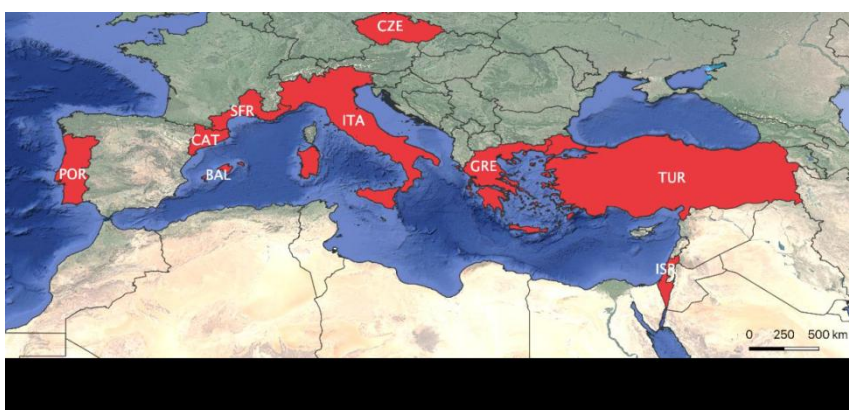 CZE
SFR
ITA
CAT
GRE
POR
BAL
TUR
ISR
0 250 500 km